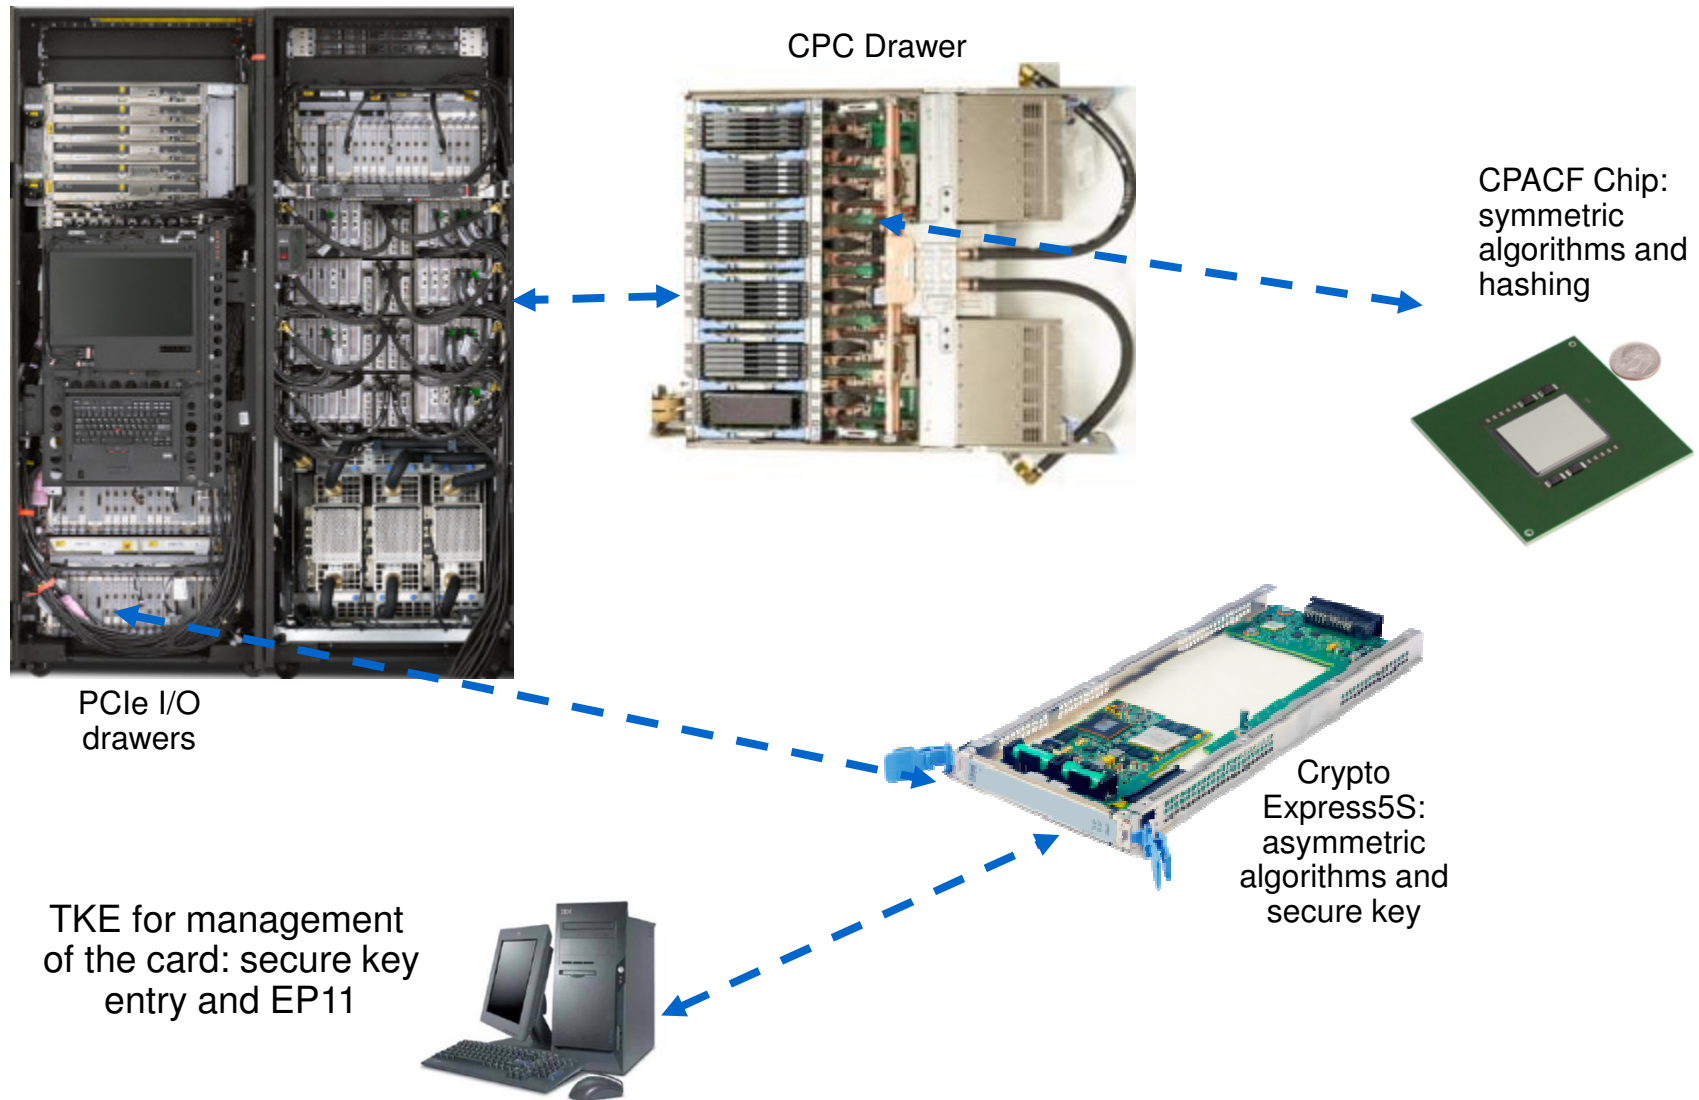 CPC Drawer
CPACF Chip:
symmetric
algorithms and
hashing
PCIe I/O
drawers
Crypto
Express5S:
asymmetric
algorithms and
secure key
TKE for management
of the card: secure key
entry and EP11